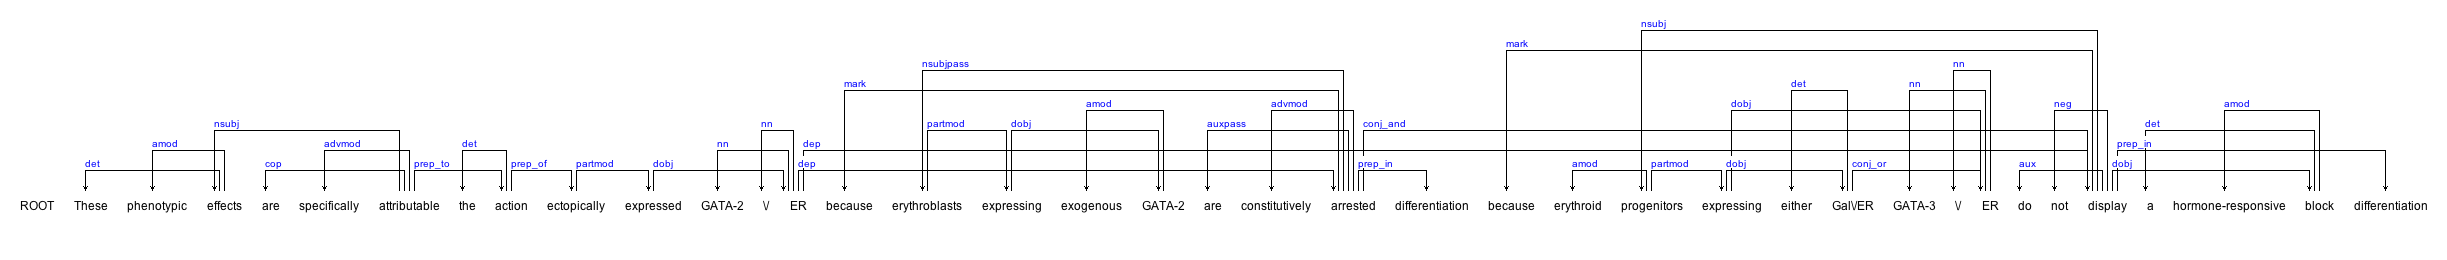 nsubj
mark
nsubjpass nn
mark det nn
amod advmod dobj neg amod
nsubj nn partmod dobj auxpass conj_and det
amod advmod det nn dep prep_in
det cop prep_to prep_of partmod dobj dep prep_in amod partmod dobj conj_or aux dobj
ROOT These phenotypic effects are specifically attributable the action ectopically expressed GATA-2 \/ ER because erythroblasts expressing exogenous GATA-2 are constitutively arrested differentiation because erythroid progenitors expressing either Gal\/ER GATA-3 \/ ER do not display a hormone-responsive block differentiation